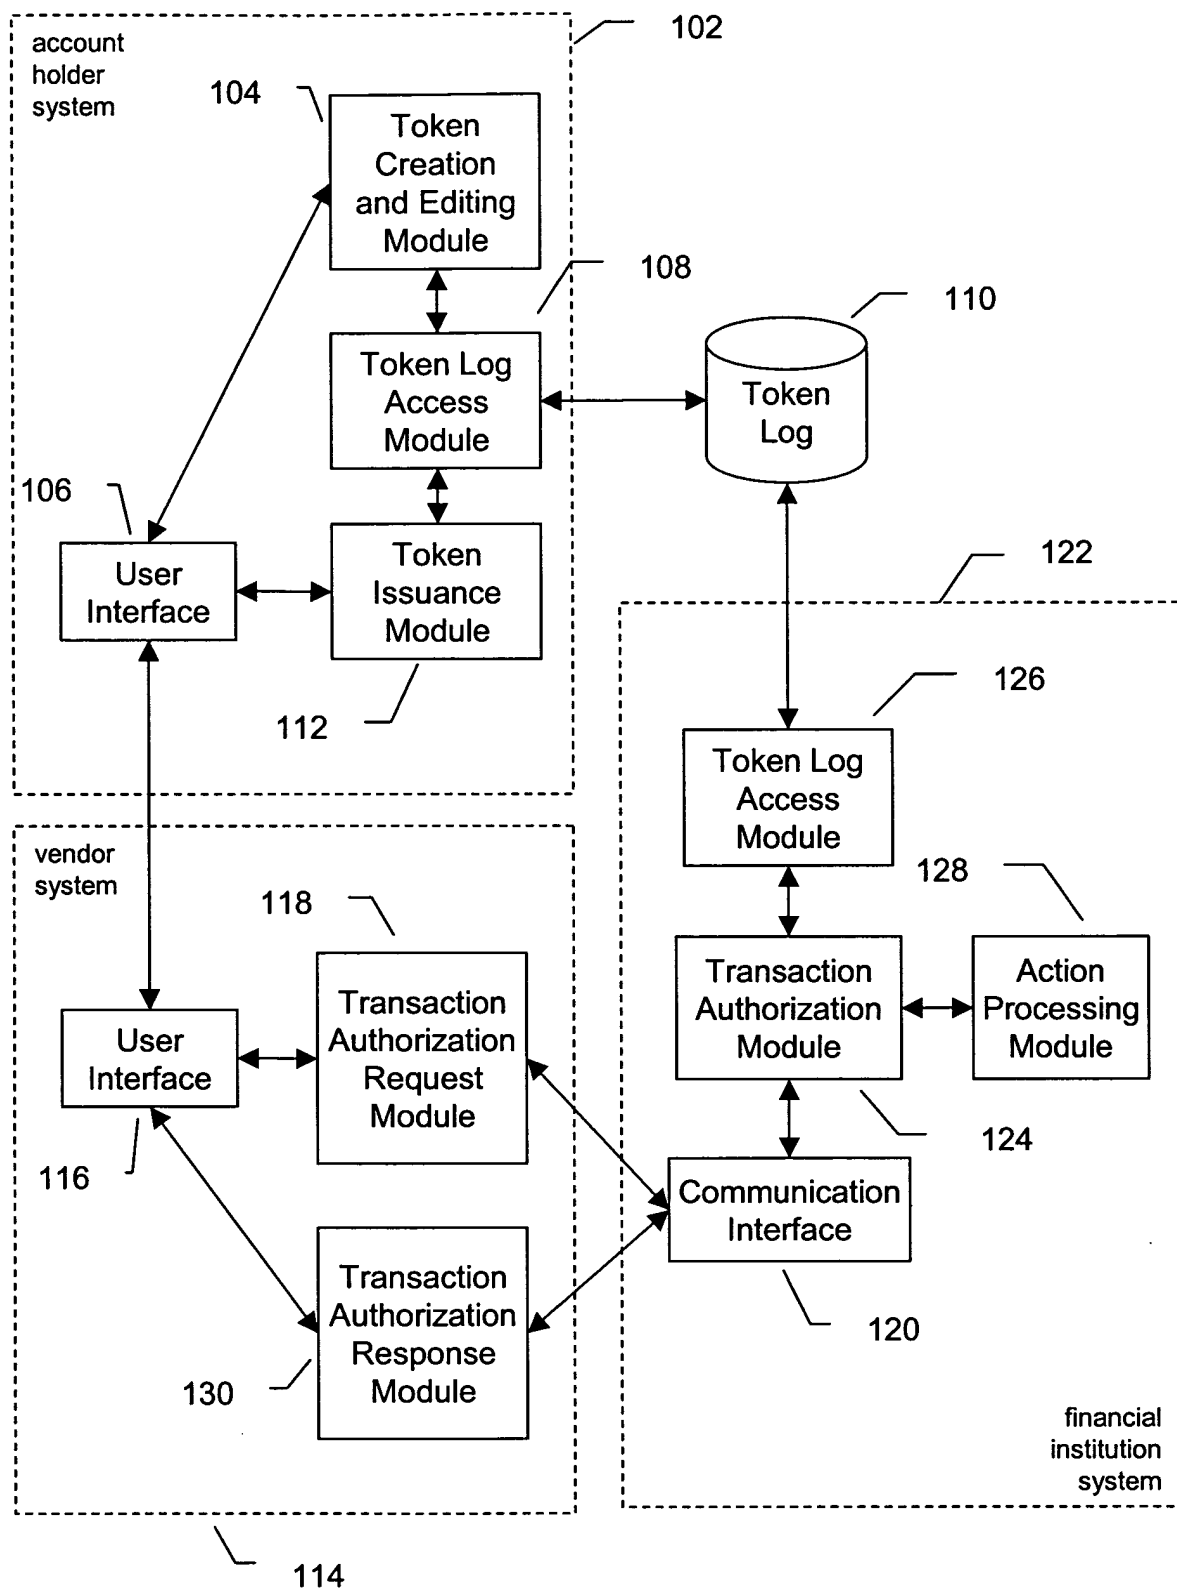 account
holder
system
102
104
Token
Creation
and Editing
Module
108
110
Token Log
Access
Module
Token
Log
106
User
Interface
Token
Issuance
Module
112
122
126
Token Log
Access
Module
vendor
system
118
128
Transaction
Authorization
Request
Module
Transaction
Authorization
Module
Action
Processing
Module
User
Interface
116
124
Communication
Interface
Transaction
Authorization
Response
Module
130
120
financial
institution
system
114